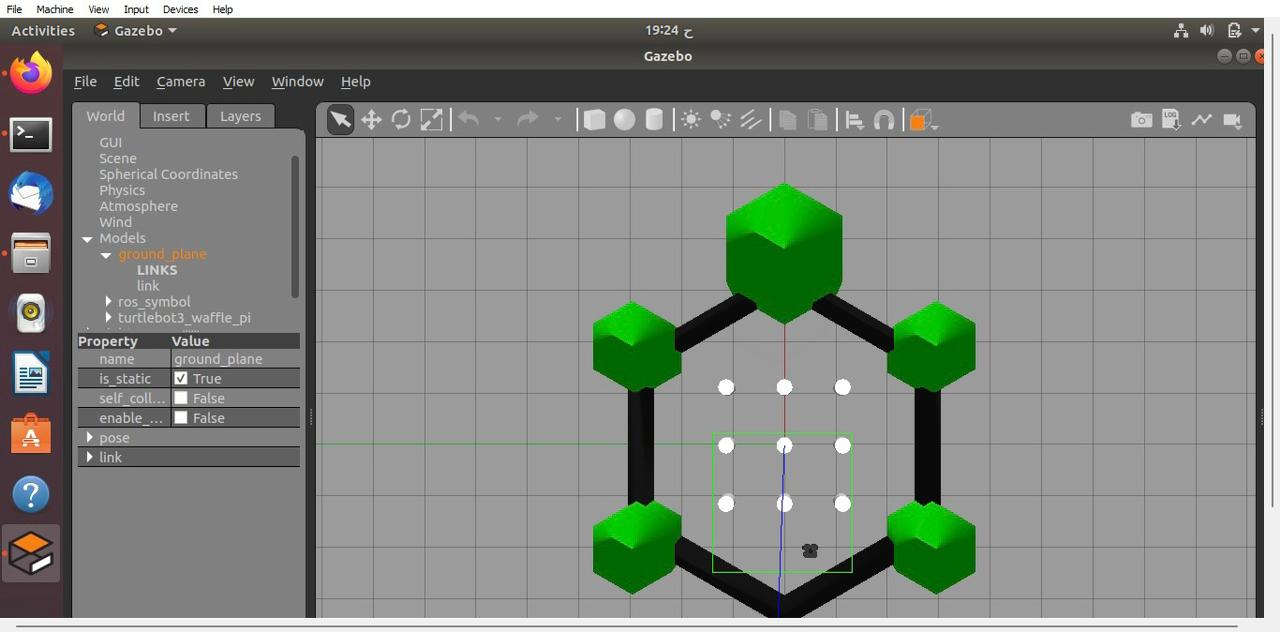 File Machine View Input Devices Help
Activities Gazebo 19:24 ح
Gazebo
File Edit Camera View Window Help
World Insert Layers
GUI
Scene
Spherical Coordinates
Physics
Atmosphere
Wind
Models
ground_plane
LINKS
link
ros_symbol
turtlebot3_waffle_pi
Property Value
name ground_plane
is_static True
self_coll... False
enable_... False
pose
link
LOG